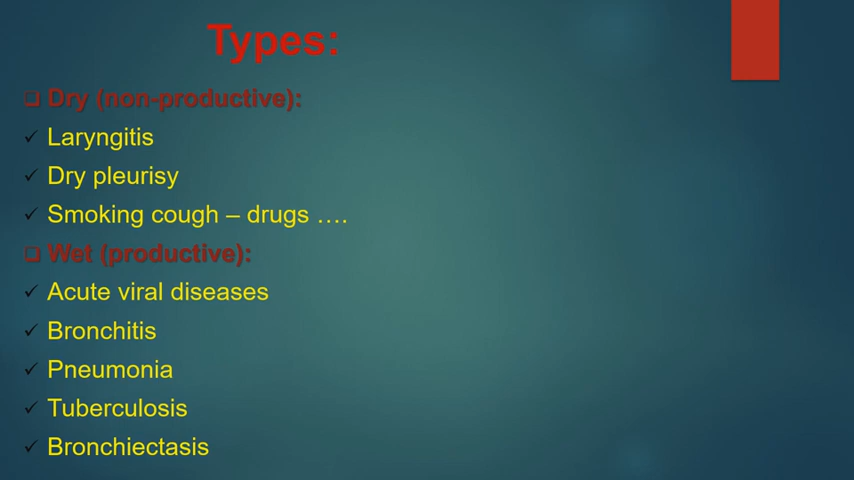 Types:
Dry (non-productive):
Laryngitis
Dry pleurisy
Smoking cough – drugs ….
Wet (productive):
Acute viral diseases
Bronchitis
Pneumonia
Tuberculosis
Bronchiectasis